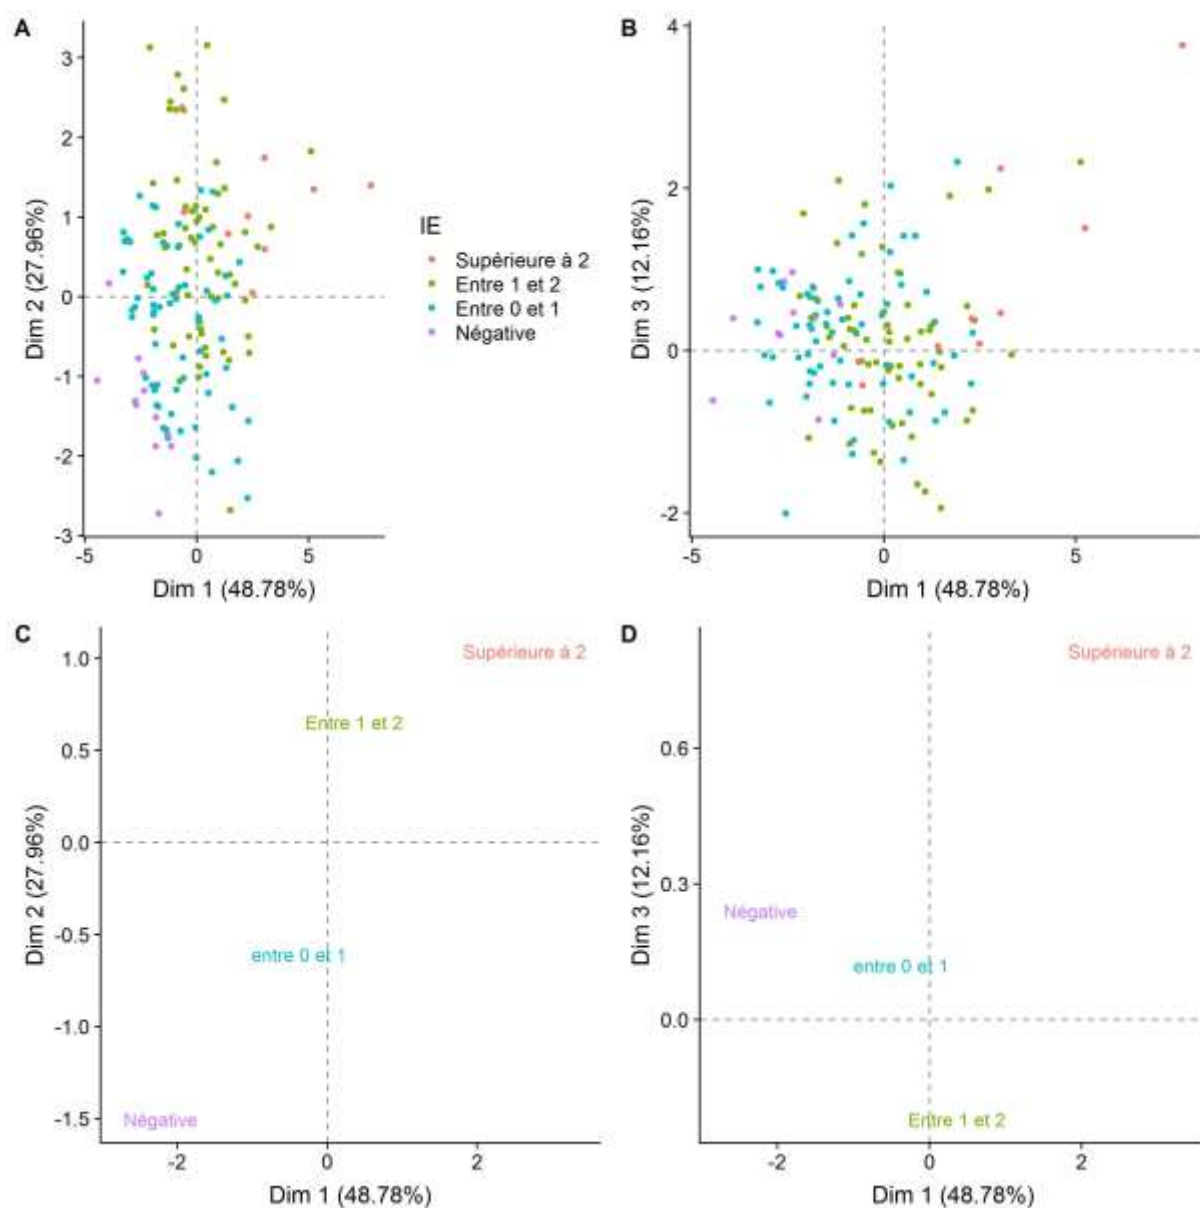 A
3
2
1
0
-1
-2
-3
-5
0
5
Dim 2 (27.96%)
Dim 1 (48.78%)
IE
Supérieure à 2
Entre 1 et 2
Entre 0 et 1
Négative
B
4
2
0
-2
-5
0
5
Dim 3 (12.16%)
Dim 1 (48.78%)
C
1.0
0.5
0.0
-0.5
-1.0
-1.5
-2
0
2
Dim 2 (27.96%)
Dim 1 (48.78%)
Supérieure à 2
Entre 1 et 2
entre 0 et 1
Négative
D
0.6
0.3
0.0
-2
0
2
Dim 3 (12.16%)
Dim 1 (48.78%)
Supérieure à 2
Négative
entre 0 et 1
Entre 1 et 2